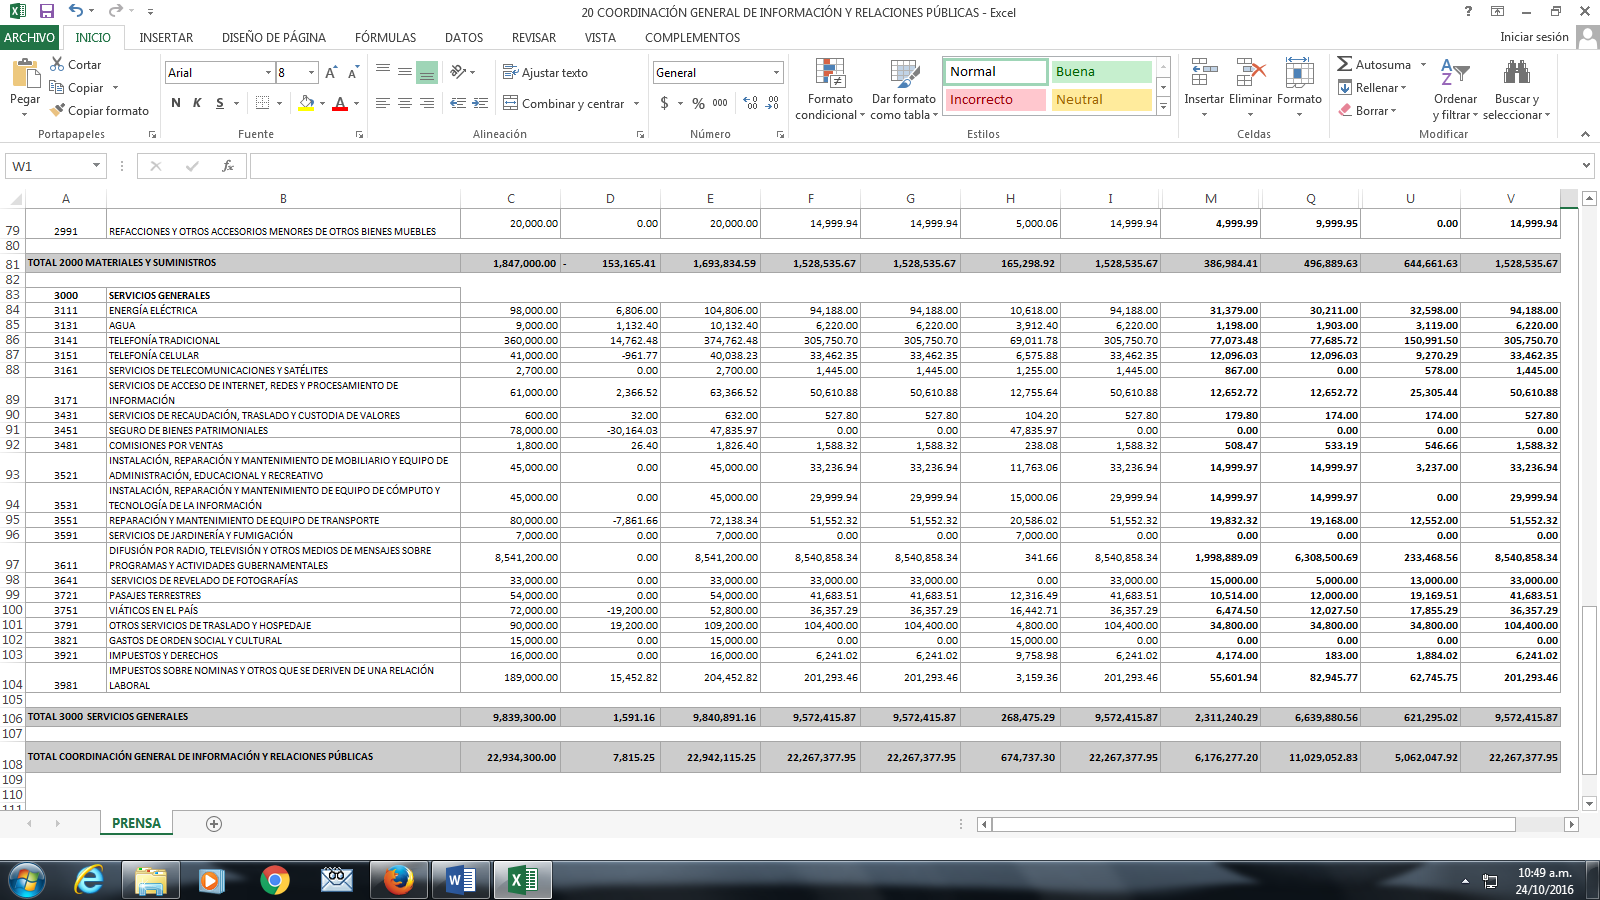 20 COORDINACIÓN GENERAL DE INFORMACIÓN Y RELACIONES PÚBLICAS - Excel
ARCHIVO INICIO INSERTAR DISEÑO DE PÁGINA FÓRMULAS DATOS REVISAR VISTA COMPLEMENTOS Iniciar sesión
Pegar Cortar Copiar Copiar formato Portapapeles
Arial 8 N K S Fuente
Ajustar texto Combinar y centrar Alineación
General $ % 000 Número
Formato condicional Dar formato como tabla Normal Buena Incorrecto Neutral Estilos
Insertar Eliminar Formato Celdas
Autosuma Rellenar Borrar Ordenar y filtrar Buscar y seleccionar Modificar
W1 fx
A B C D E F G H I M Q U V
79 2991 REFACCIONES Y OTROS ACCESORIOS MENORES DE OTROS BIENES MUEBLES 20,000.00 0.00 20,000.00 14,999.94 14,999.94 5,000.06 14,999.94 4,999.99 9,999.95 0.00 14,999.94
80
81 TOTAL 2000 MATERIALES Y SUMINISTROS 1,847,000.00 - 153,165.41 1,693,834.59 1,528,535.67 1,528,535.67 165,298.92 1,528,535.67 386,984.41 496,889.63 644,661.63 1,528,535.67
82
83 3000 SERVICIOS GENERALES
84 3111 ENERGÍA ELÉCTRICA 98,000.00 6,806.00 104,806.00 94,188.00 94,188.00 10,618.00 94,188.00 31,379.00 30,211.00 32,598.00 94,188.00
85 3131 AGUA 9,000.00 1,132.40 10,132.40 6,220.00 6,220.00 3,912.40 6,220.00 1,198.00 1,903.00 3,119.00 6,220.00
86 3141 TELEFONÍA TRADICIONAL 360,000.00 14,762.48 374,762.48 305,750.70 305,750.70 69,011.78 305,750.70 77,073.48 77,685.72 150,991.50 305,750.70
87 3151 TELEFONÍA CELULAR 41,000.00 -961.77 40,038.23 33,462.35 33,462.35 6,575.88 33,462.35 12,096.03 12,096.03 9,270.29 33,462.35
88 3161 SERVICIOS DE TELECOMUNICACIONES Y SATÉLITES 2,700.00 0.00 2,700.00 1,445.00 1,445.00 1,255.00 1,445.00 867.00 0.00 578.00 1,445.00
SERVICIOS DE ACCESO DE INTERNET, REDES Y PROCESAMIENTO DE
89 3171 INFORMACIÓN 61,000.00 2,366.52 63,366.52 50,610.88 50,610.88 12,755.64 50,610.88 12,652.72 12,652.72 25,305.44 50,610.88
90 3431 SERVICIOS DE RECAUDACIÓN, TRASLADO Y CUSTODIA DE VALORES 600.00 32.00 632.00 527.80 527.80 104.20 527.80 179.80 174.00 174.00 527.80
91 3451 SEGURO DE BIENES PATRIMONIALES 78,000.00 -30,164.03 47,835.97 0.00 0.00 47,835.97 0.00 0.00 0.00 0.00 0.00
92 3481 COMISIONES POR VENTAS 1,800.00 26.40 1,826.40 1,588.32 1,588.32 238.08 1,588.32 508.47 533.19 546.66 1,588.32
INSTALACIÓN, REPARACIÓN Y MANTENIMIENTO DE MOBILIARIO Y EQUIPO DE
93 3521 ADMINISTRACIÓN, EDUCACIONAL Y RECREATIVO 45,000.00 0.00 45,000.00 33,236.94 33,236.94 11,763.06 33,236.94 14,999.97 14,999.97 3,237.00 33,236.94
INSTALACIÓN, REPARACIÓN Y MANTENIMIENTO DE EQUIPO DE CÓMPUTO Y
94 3531 TECNOLOGÍA DE LA INFORMACIÓN 45,000.00 0.00 45,000.00 29,999.94 29,999.94 15,000.06 29,999.94 14,999.97 14,999.97 0.00 29,999.94
95 3551 REPARACIÓN Y MANTENIMIENTO DE EQUIPO DE TRANSPORTE 80,000.00 -7,861.66 72,138.34 51,552.32 51,552.32 20,586.02 51,552.32 19,832.32 19,168.00 12,552.00 51,552.32
96 3591 SERVICIOS DE JARDINERÍA Y FUMIGACIÓN 7,000.00 0.00 7,000.00 0.00 0.00 7,000.00 0.00 0.00 0.00 0.00 0.00
DIFUSIÓN POR RADIO, TELEVISIÓN Y OTROS MEDIOS DE MENSAJES SOBRE
97 3611 PROGRAMAS Y ACTIVIDADES GUBERNAMENTALES 8,541,200.00 0.00 8,541,200.00 8,540,858.34 8,540,858.34 341.66 8,540,858.34 1,998,889.09 6,308,500.69 233,468.56 8,540,858.34
98 3641 SERVICIOS DE REVELADO DE FOTOGRAFÍAS 33,000.00 0.00 33,000.00 33,000.00 33,000.00 0.00 33,000.00 15,000.00 5,000.00 13,000.00 33,000.00
99 3721 PASAJES TERRESTRES 54,000.00 0.00 54,000.00 41,683.51 41,683.51 12,316.49 41,683.51 10,514.00 12,000.00 19,169.51 41,683.51
100 3751 VIÁTICOS EN EL PAÍS 72,000.00 -19,200.00 52,800.00 36,357.29 36,357.29 16,442.71 36,357.29 6,474.50 12,027.50 17,855.29 36,357.29
101 3791 OTROS SERVICIOS DE TRASLADO Y HOSPEDAJE 90,000.00 19,200.00 109,200.00 104,400.00 104,400.00 4,800.00 104,400.00 34,800.00 34,800.00 34,800.00 104,400.00
102 3821 GASTOS DE ORDEN SOCIAL Y CULTURAL 15,000.00 0.00 15,000.00 0.00 0.00 15,000.00 0.00 0.00 0.00 0.00 0.00
103 3921 IMPUESTOS Y DERECHOS 16,000.00 0.00 16,000.00 6,241.02 6,241.02 9,758.98 6,241.02 4,174.00 183.00 1,884.02 6,241.02
IMPUESTOS SOBRE NOMINAS Y OTROS QUE SE DERIVEN DE UNA RELACIÓN
104 3981 LABORAL 189,000.00 15,452.82 204,452.82 201,293.46 201,293.46 3,159.36 201,293.46 55,601.94 82,945.77 62,745.75 201,293.46
105
106 TOTAL 3000 SERVICIOS GENERALES 9,839,300.00 1,591.16 9,840,891.16 9,572,415.87 9,572,415.87 268,475.29 9,572,415.87 2,311,240.29 6,639,880.56 621,295.02 9,572,415.87
107
108 TOTAL COORDINACIÓN GENERAL DE INFORMACIÓN Y RELACIONES PÚBLICAS 22,934,300.00 7,815.25 22,942,115.25 22,267,377.95 22,267,377.95 674,737.30 22,267,377.95 6,176,277.20 11,029,052.83 5,062,047.92 22,267,377.95
109
110
111
PRENSA
10:49 a.m.
24/10/2016